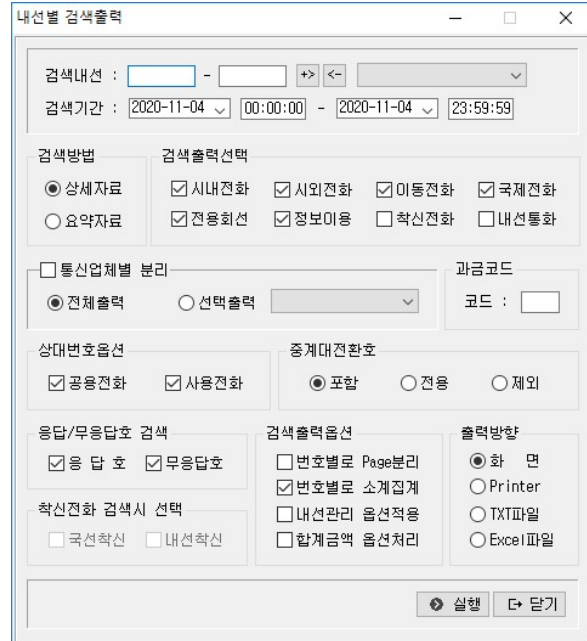 내선별 검색출력
검색내선 : - +> <-
검색기간 : 2020-11-04 00:00:00 - 2020-11-04 23:59:59
검색방법 검색출력선택
상세자료 시내전화 시외전화 이동전화 국제전화
요약자료 전용회선 정보이용 착신전화 내선통화
통신업체별 분리 과금코드
전체출력 선택출력 코드 :
상대번호옵션 중계대전환호
공용전화 사용전화 포함 전용 제외
응답/무응답호 검색 검색출력옵션 출력방향
응 답 호 무응답호 번호별로 Page분리 화 면
번호별로 소계집계 Printer
착신전화 검색시 선택 내선관리 옵션적용 TXT파일
국선착신 내선착신 합계금액 옵션처리 Excel파일
실행 닫기